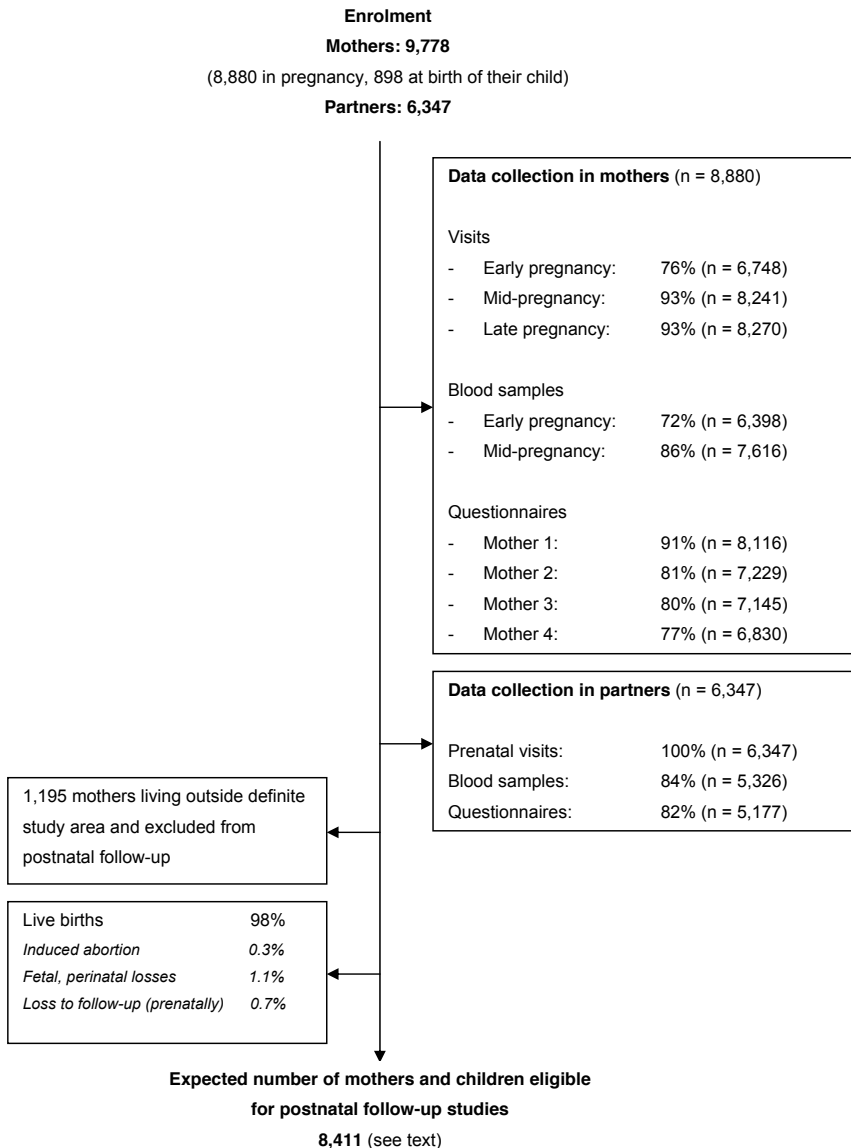 Enrolment
Mothers: 9,778
(8,880 in pregnancy, 898 at birth of their child)
Partners: 6,347
Data collection in mothers (n = 8,880)
Visits
- Early pregnancy: 76% (n = 6,748)
- Mid-pregnancy: 93% (n = 8,241)
- Late pregnancy: 93% (n = 8,270)
Blood samples
- Early pregnancy: 72% (n = 6,398)
- Mid-pregnancy: 86% (n = 7,616)
Questionnaires
- Mother 1: 91% (n = 8,116)
- Mother 2: 81% (n = 7,229)
- Mother 3: 80% (n = 7,145)
- Mother 4: 77% (n = 6,830)
Data collection in partners (n = 6,347)
Prenatal visits: 100% (n = 6,347)
Blood samples: 84% (n = 5,326)
Questionnaires: 82% (n = 5,177)
1,195 mothers living outside definite
study area and excluded from
postnatal follow-up
Live births 98%
Induced abortion 0.3%
Fetal, perinatal losses 1.1%
Loss to follow-up (prenatally) 0.7%
Expected number of mothers and children eligible
for postnatal follow-up studies
8,411 (see text)